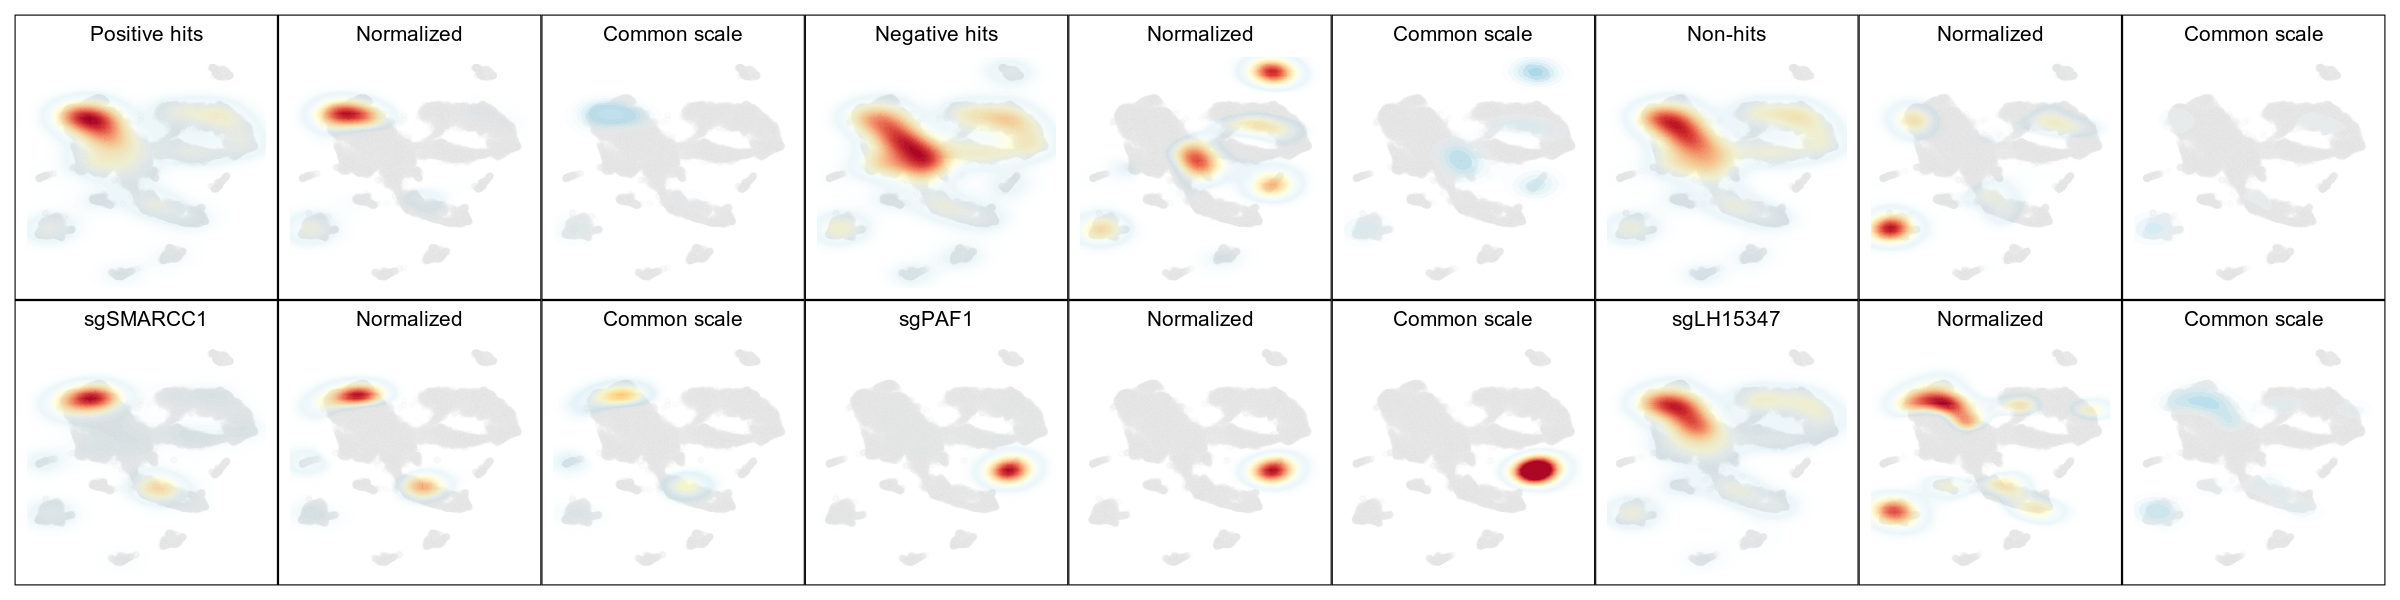 Positive hits
Normalized
Common scale
Negative hits
Normalized
Common scale
Non-hits
Normalized
Common scale
sgSMARCC1
Normalized
Common scale
sgPAF1
Normalized
Common scale
sgLH15347
Normalized
Common scale